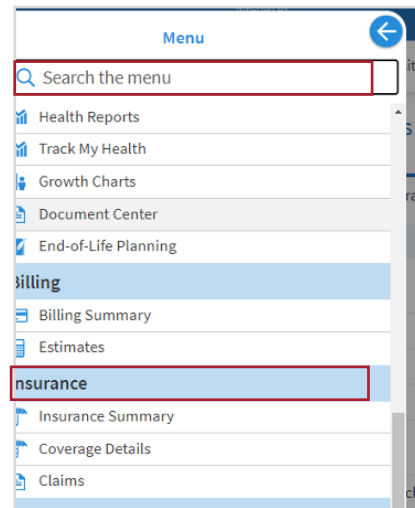 Menu
Search the menu
Health Reports
Track My Health
Growth Charts
Document Center
End-of-Life Planning
Billing
Billing Summary
Estimates
nsurance
Insurance Summary
Coverage Details
Claims